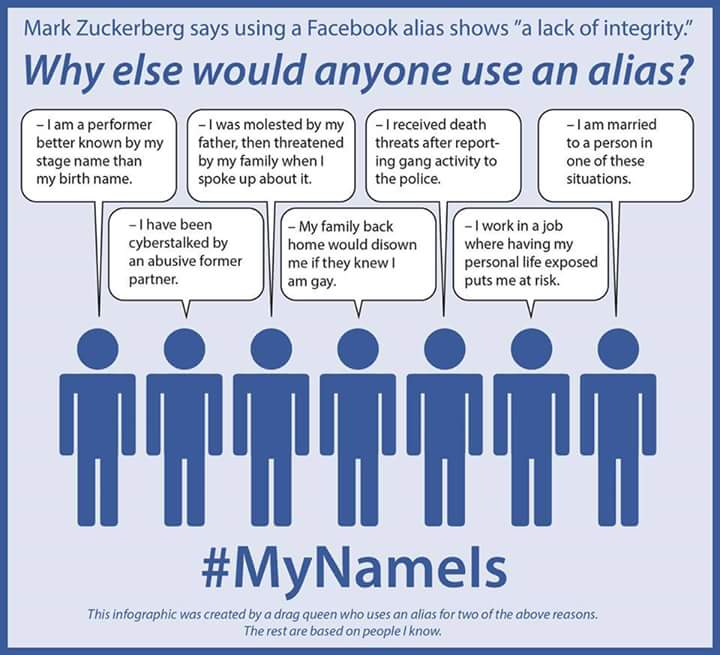 Mark Zuckerberg says using a Facebook alias shows "a lack of integrity."
Why else would anyone use an alias?
– I am a performer
better known by my
stage name than
my birth name.
– I was molested by my
father, then threatened
by my family when I
spoke up about it.
– I received death
threats after report-
ing gang activity to
the police.
– I am married
to a person in
one of these
situations.
– I have been
cyberstalked by
an abusive former
partner.
– My family back
home would disown
me if they knew I
am gay.
– I work in a job
where having my
personal life exposed
puts me at risk.
#MyNameIs
This infographic was created by a drag queen who uses an alias for two of the above reasons.
The rest are based on people I know.